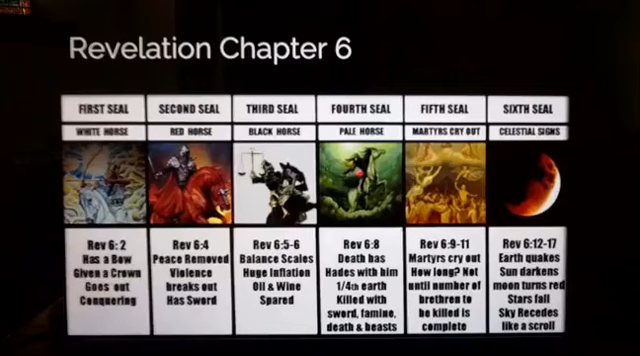 Revelation Chapter 6
FIRST SEAL
SECOND SEAL
THIRD SEAL
FOURTH SEAL
FIFTH SEAL
SIXTH SEAL
WHITE HORSE
RED HORSE
BLACK HORSE
PALE HORSE
MARTYRS CRY OUT
CELESTIAL SIGNS
Rev 6: 2
Has a Bow
Given a Crown
Goes out
Conquering
Rev 6:4
Peace Removed
Violence
breaks out
Has Sword
Rev 6:5-6
Balance Scales
Huge Inflation
Oil & Wine
Spared
Rev 6:8
Death has
Hades with him
1/4th earth
Killed with
sword, famine,
death & beasts
Rev 6:9-11
Martyrs cry out
How long? Not
until number of
brethren to
be killed is
complete
Rev 6:12-17
Earth quakes
Sun darkens
moon turns red
Stars fall
Sky Recedes
like a scroll